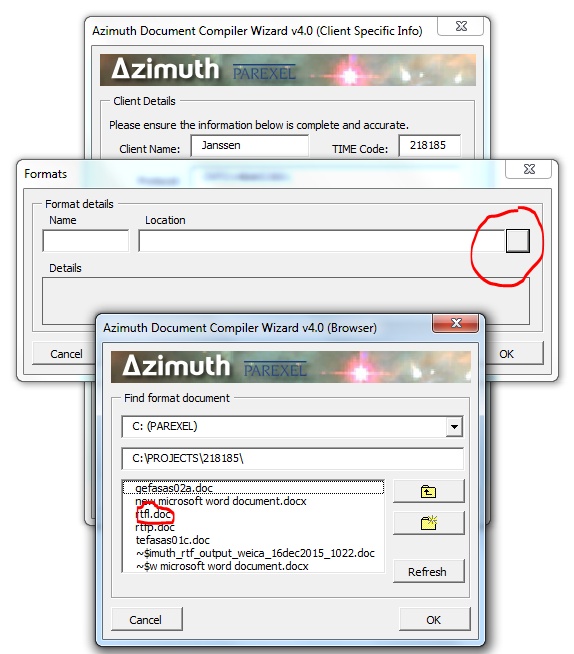 Azimuth Document Compiler Wizard v4.0 (Client Specific Info)
Azimuth PAREXEL
Client Details
Please ensure the information below is complete and accurate.
Client Name: Janssen TIME Code: 218185
Formats
Format details
Name Location
Details
Cancel OK
Azimuth Document Compiler Wizard v4.0 (Browser)
Azimuth PAREXEL
Find format document
C: (PAREXEL)
C:\PROJECTS\218185\
gefasas02a.doc
new microsoft word document.docx
rtfl.doc
rtfp.doc
tefasas01c.doc
~$imuth_rtf_output_weica_16dec2015_1022.doc
~$w microsoft word document.docx
Refresh
Cancel OK